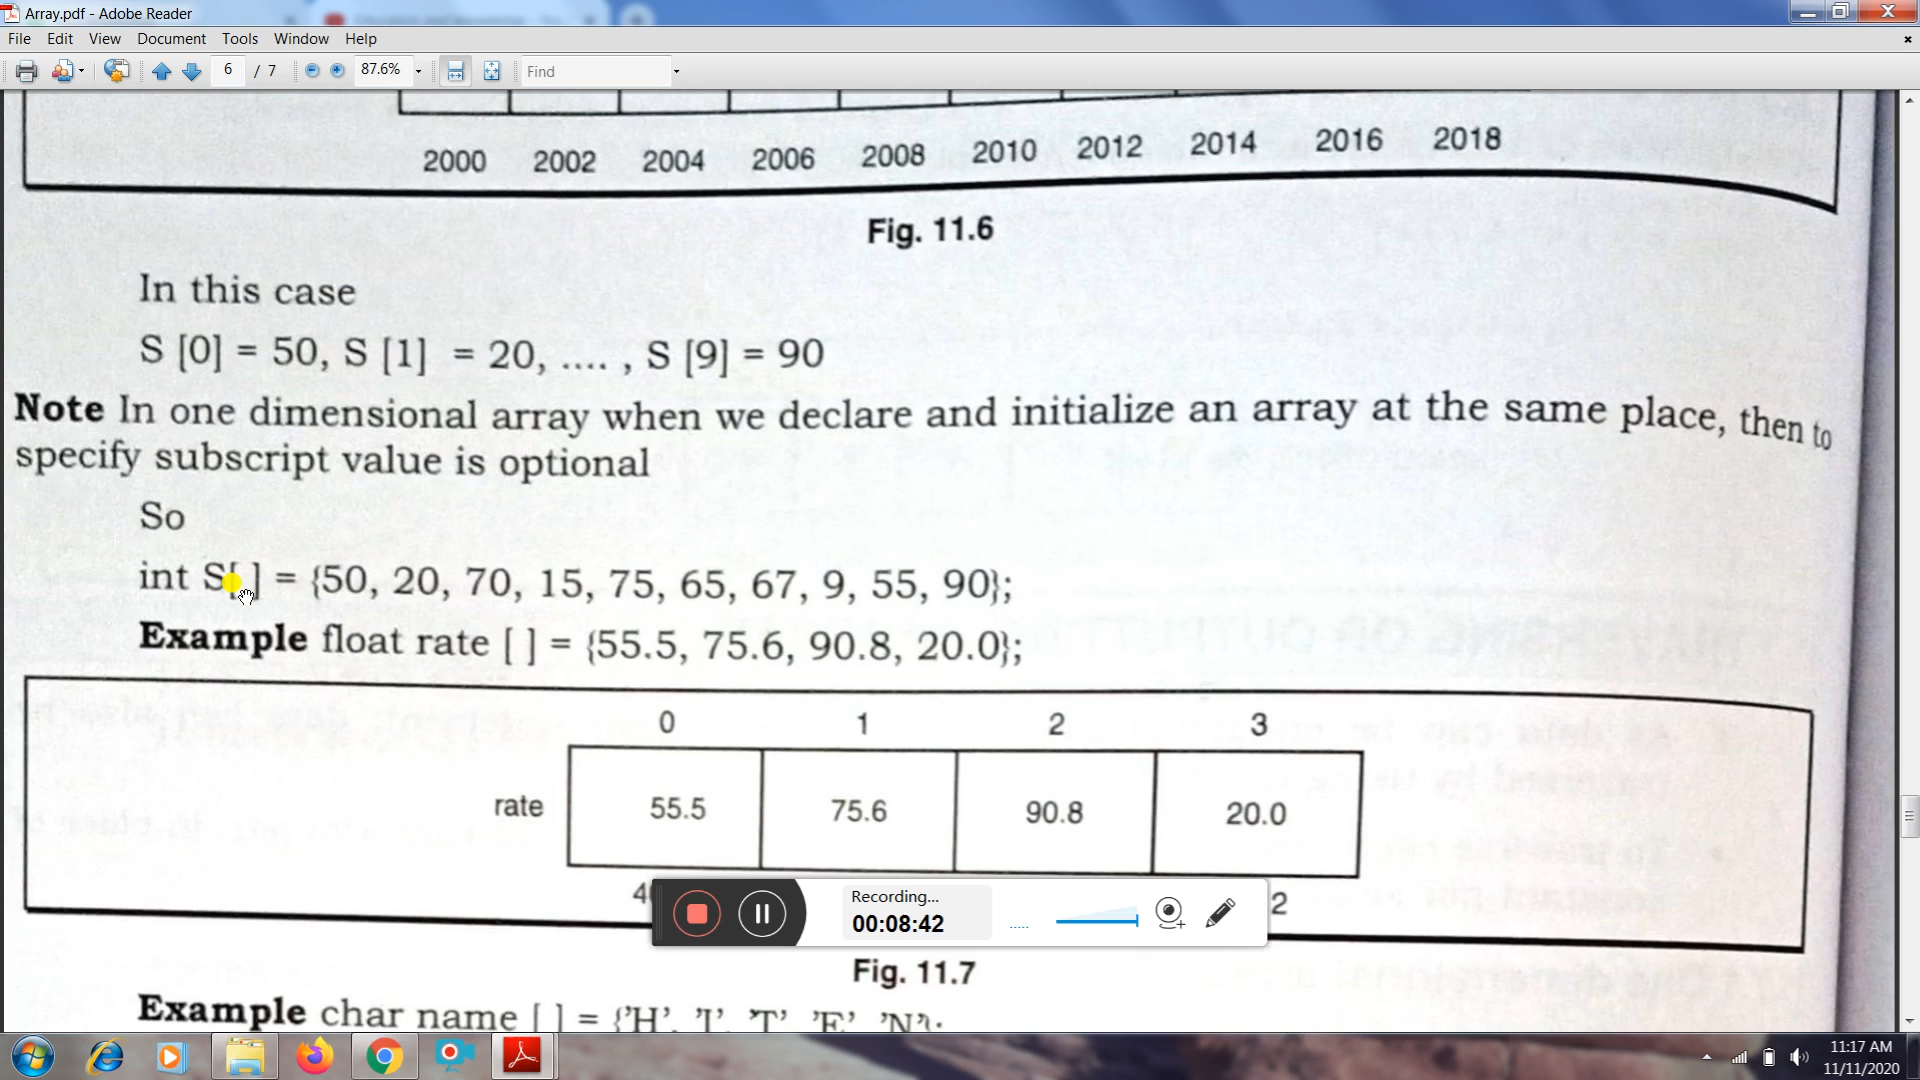 Array.pdf - Adobe Reader
File Edit View Document Tools Window Help
6 / 7 87.6% Find
2000 2002 2004 2006 2008 2010 2012 2014 2016 2018
Fig. 11.6
In this case
S [0] = 50, S [1] = 20, .... , S [9] = 90
Note In one dimensional array when we declare and initialize an array at the same place, then to
specify subscript value is optional
So
int S[ ] = {50, 20, 70, 15, 75, 65, 67, 9, 55, 90};
Example float rate [ ] = {55.5, 75.6, 90.8, 20.0};
0 1 2 3
rate 55.5 75.6 90.8 20.0
Recording...
00:08:42
Fig. 11.7
Example char name [ ] = {'H', 'I', 'T', 'E', 'N'};
11:17 AM
11/11/2020